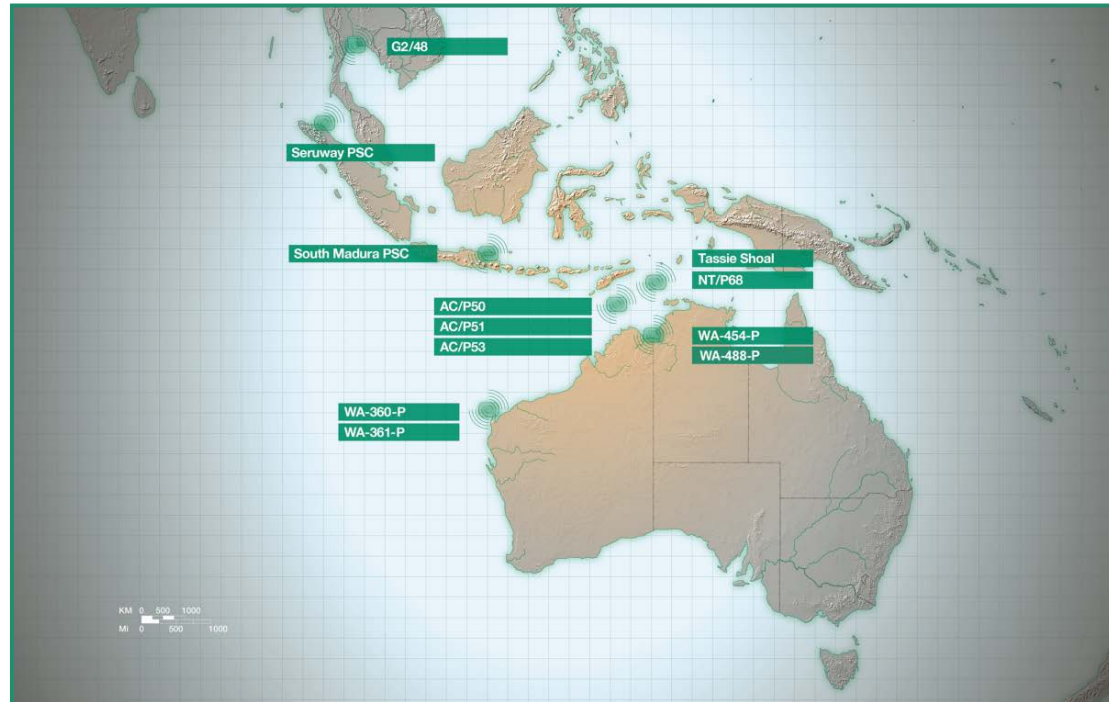 G2/48
Seruway PSC
South Madura PSC
Tassie Shoal
NT/P68
AC/P50
AC/P51
AC/P53
WA-454-P
WA-488-P
WA-360-P
WA-361-P
KM 0 500 1000
Mi 0 500 1000